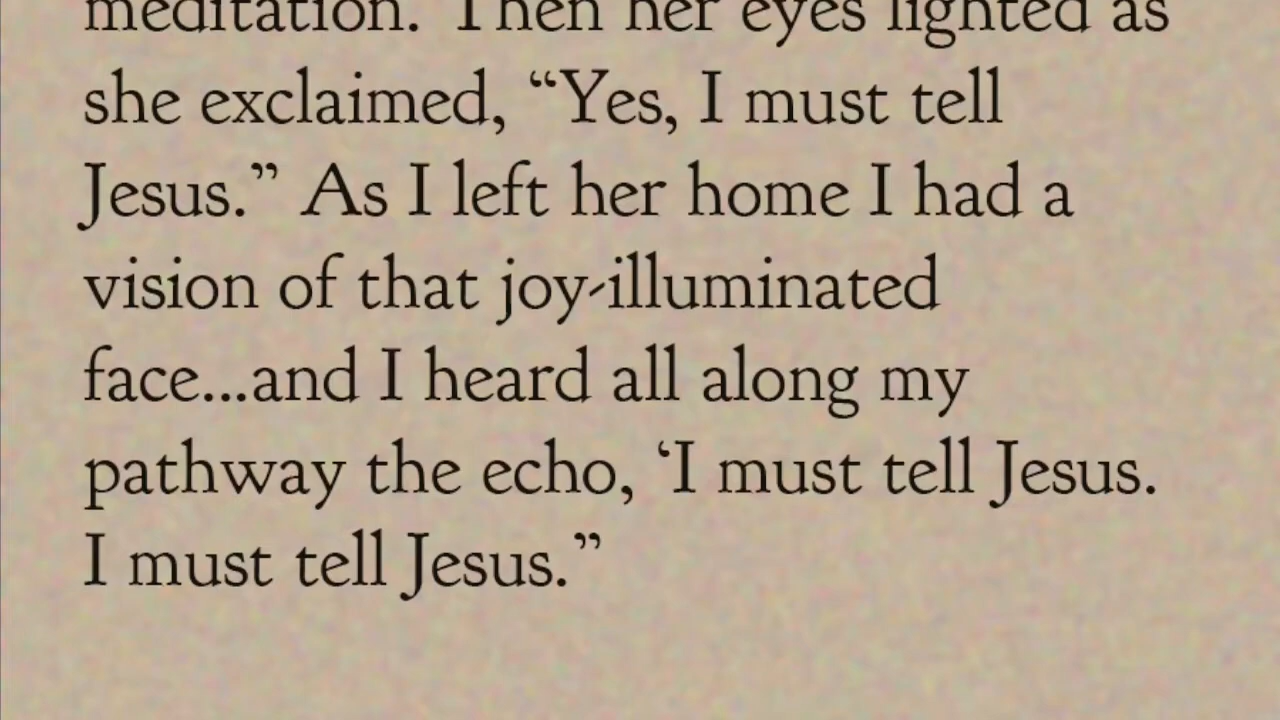 meditation. Then her eyes lighted as
she exclaimed, “Yes, I must tell
Jesus.” As I left her home I had a
vision of that joy-illuminated
face...and I heard all along my
pathway the echo, ‘I must tell Jesus.
I must tell Jesus.”